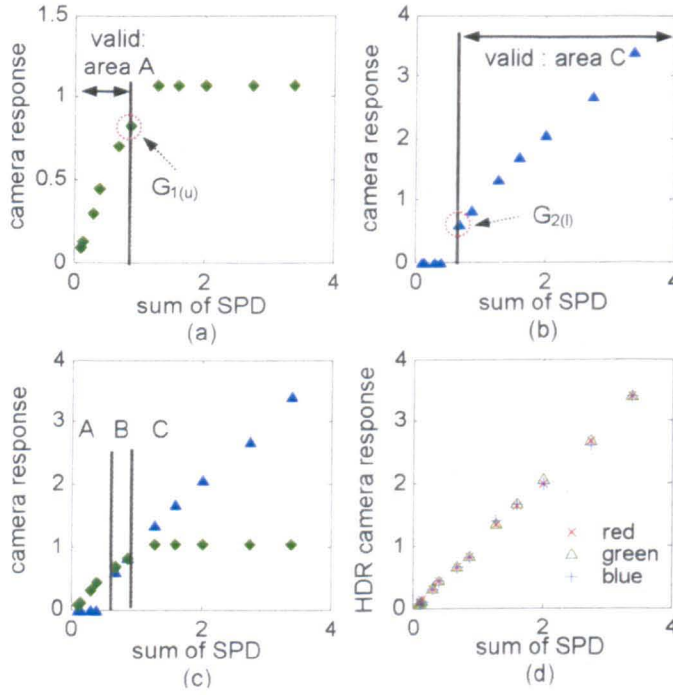 1.5
1
0.5
0
camera response
valid:
area A
G1(u)
0
2
4
sum of SPD
(a)
4
3
2
1
0
camera response
valid : area C
G2(l)
0
2
4
sum of SPD
(b)
4
3
2
1
0
camera response
A B C
0
2
4
sum of SPD
(c)
4
3
2
1
0
HDR camera response
red
green
blue
0
2
4
sum of SPD
(d)